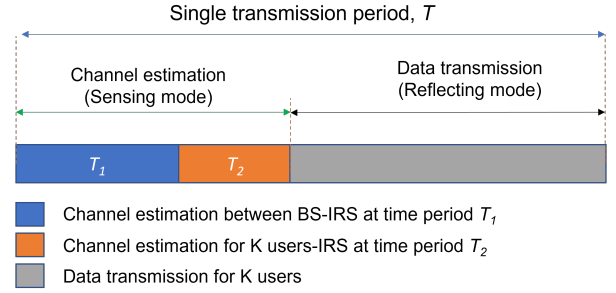 Single transmission period, T
Channel estimation
(Sensing mode)
Data transmission
(Reflecting mode)
T1
T2
Channel estimation between BS-IRS at time period T1
Channel estimation for K users-IRS at time period T2
Data transmission for K users